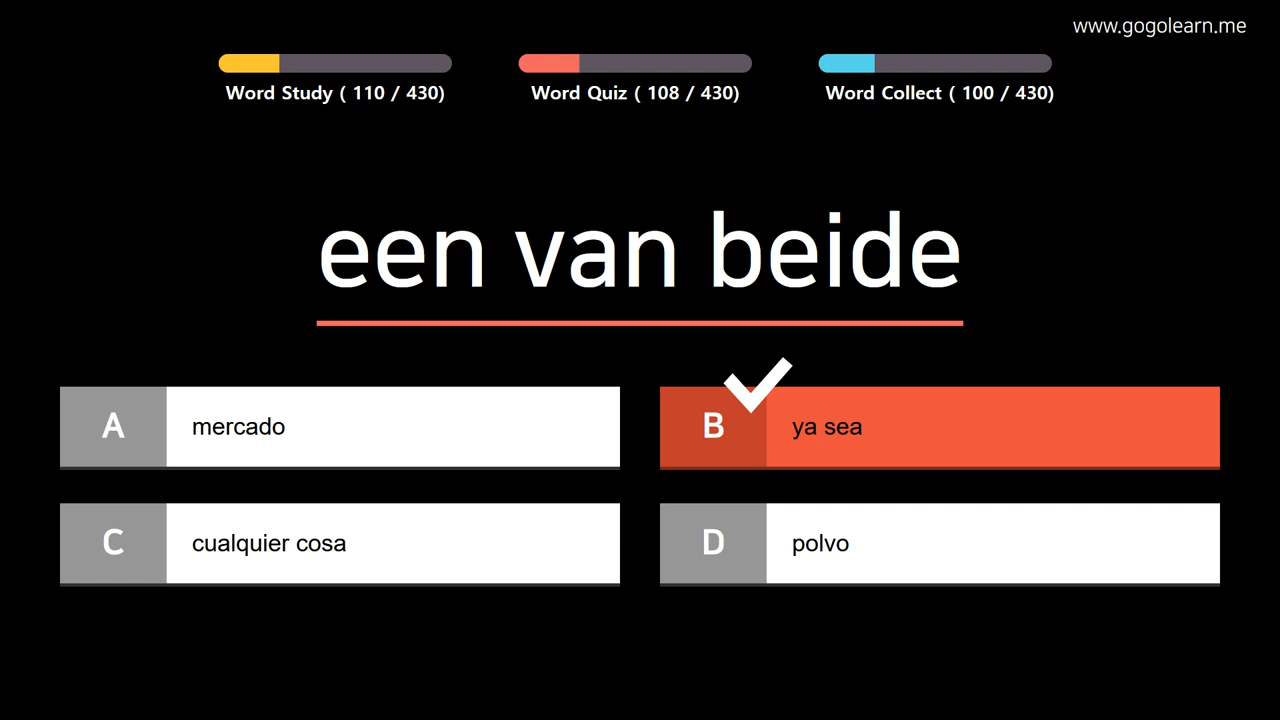 www.gogolearn.me
Word Study ( 110 / 430)
Word Quiz ( 108 / 430)
Word Collect ( 100 / 430)
een van beide
A mercado
B ya sea
C cualquier cosa
D polvo